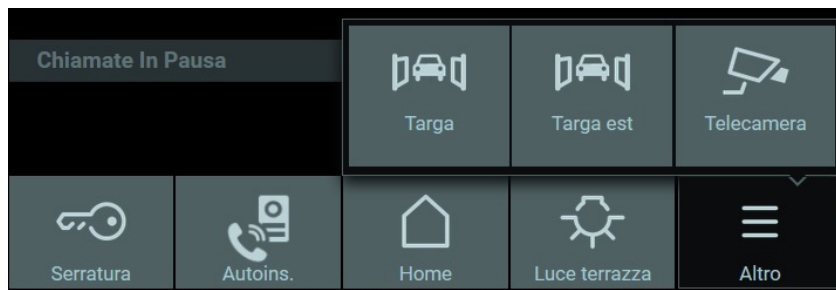 Chiamate In Pausa
Targa
Targa est
Telecamera
Serratura
Autoins.
Home
Luce terrazza
Altro